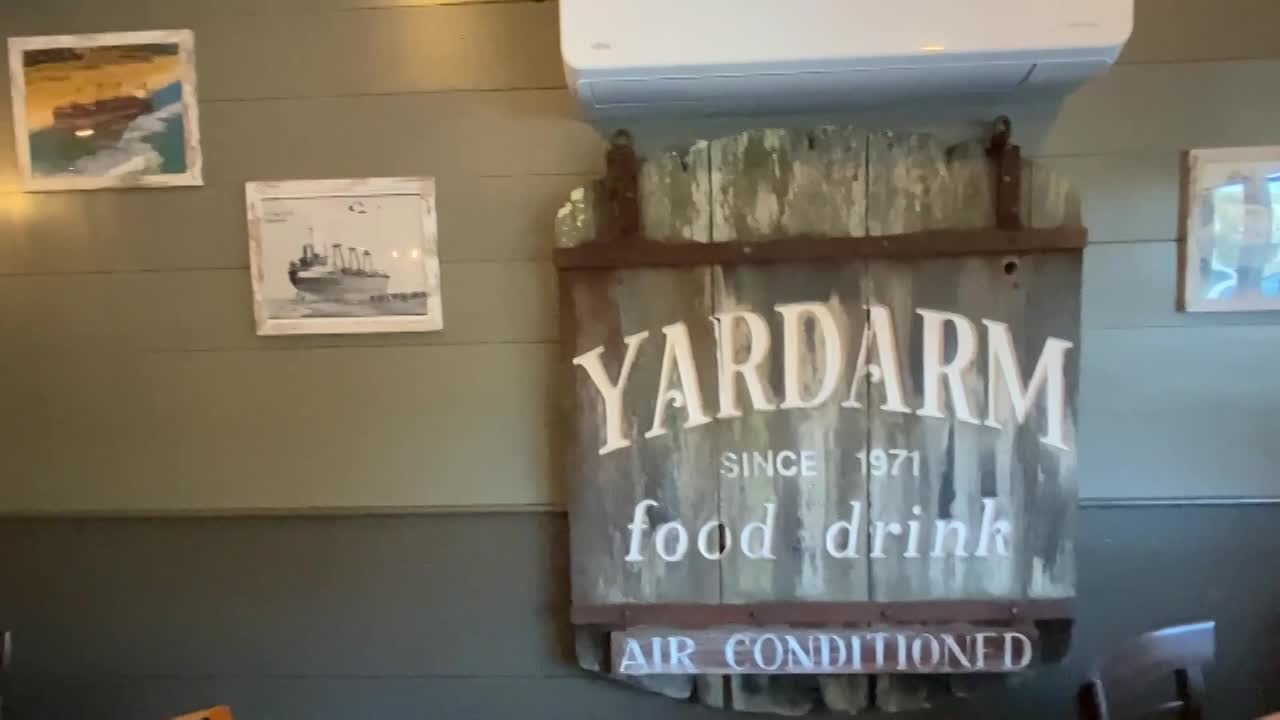 YARDARM
SINCE 1971
food drink
AIR CONDITIONED